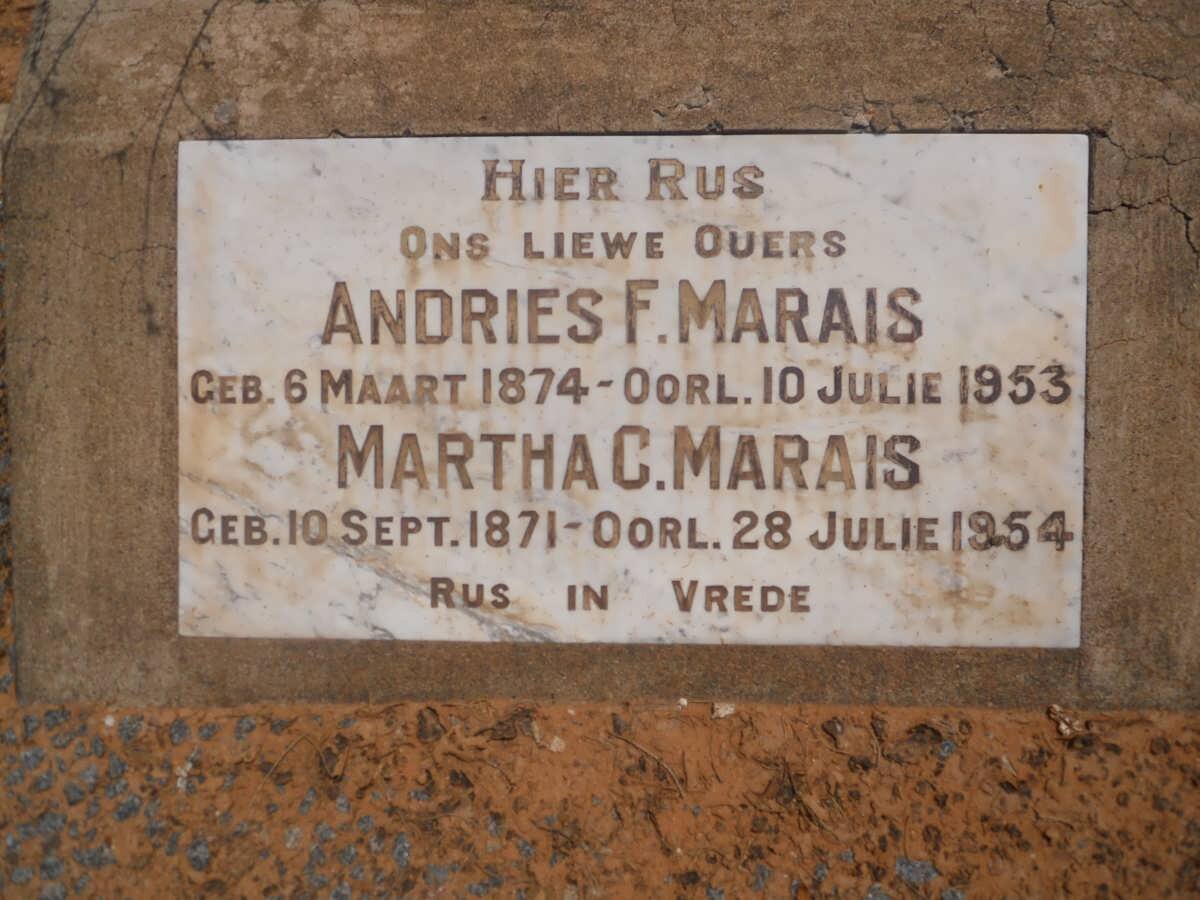 HIER RUS
ONS LIEWE OUERS
ANDRIES F. MARAIS
GEB. 6 MAART 1874 - OORL. 10 JULIE 1953
MARTHA C. MARAIS
GEB. 10 SEPT. 1871 - OORL. 28 JULIE 1954
RUS IN VREDE